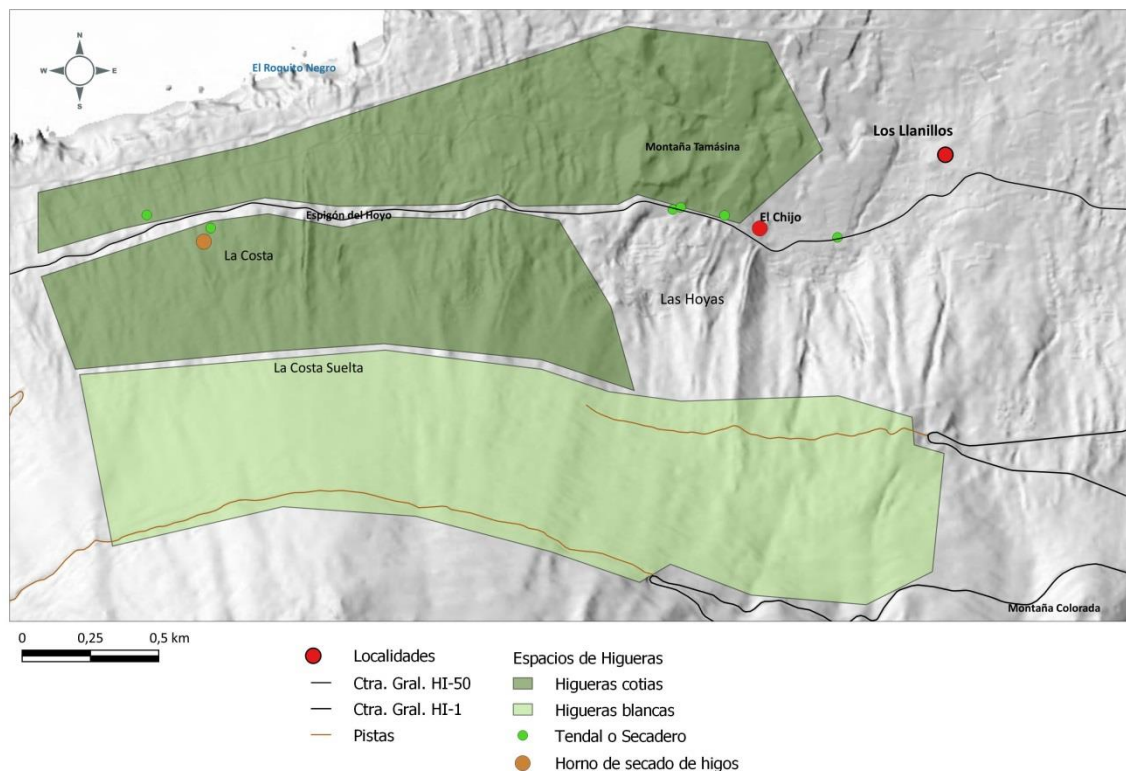 N
W E
S
El Roquito Negro
Los Llanillos
Montaña Tamásina
Espigón del Hoyo
El Chijo
La Costa
Las Hoyas
La Costa Suelta
Montaña Colorada
0 0,25 0,5 km
Localidades
Ctra. Gral. HI-50
Ctra. Gral. HI-1
Pistas
Espacios de Higueras
Higueras cotias
Higueras blancas
Tendal o Secadero
Horno de secado de higos